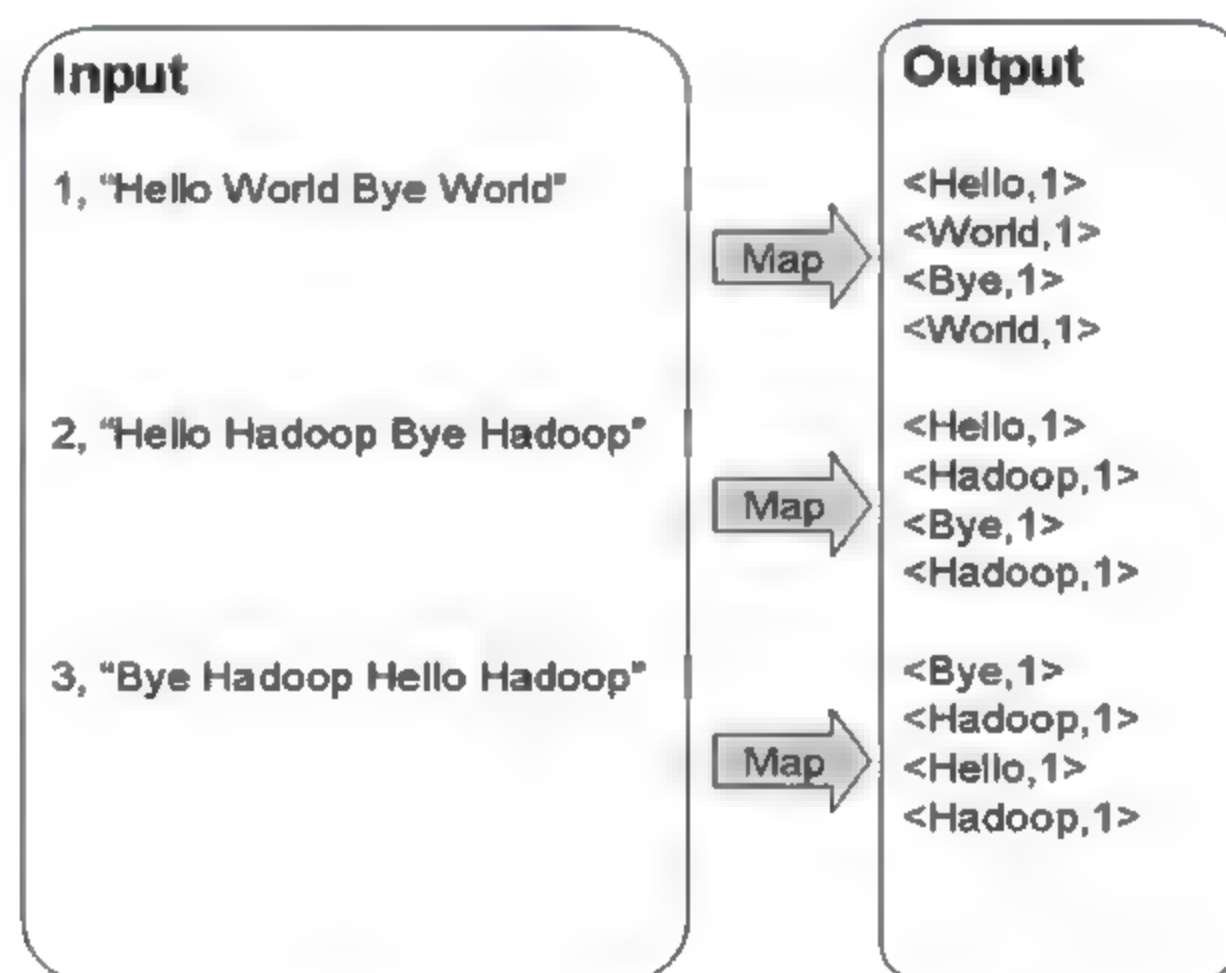 Input
1, “Hello World Bye World”
2, “Hello Hadoop Bye Hadoop”
3, “Bye Hadoop Hello Hadoop”
Map
Map
Map
Output
<Hello,1>
<World,1>
<Bye,1>
<World,1>
<Hello,1>
<Hadoop,1>
<Bye,1>
<Hadoop,1>
<Bye,1>
<Hadoop,1>
<Hello,1>
<Hadoop,1>